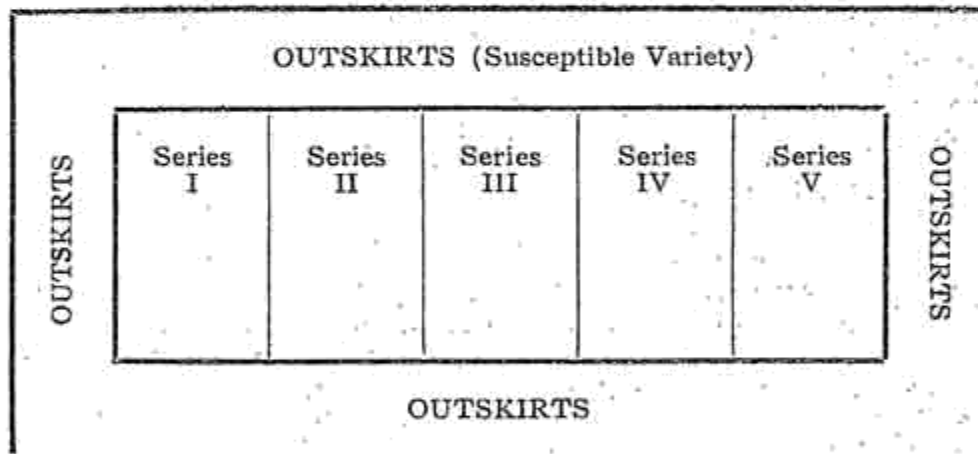 OUTSKIRTS (Susceptible Variety)
OUTSKIRTS
Series
I
Series
II
Series
III
Series
IV
Series
V
OUTSKIRTS
OUTSKIRTS